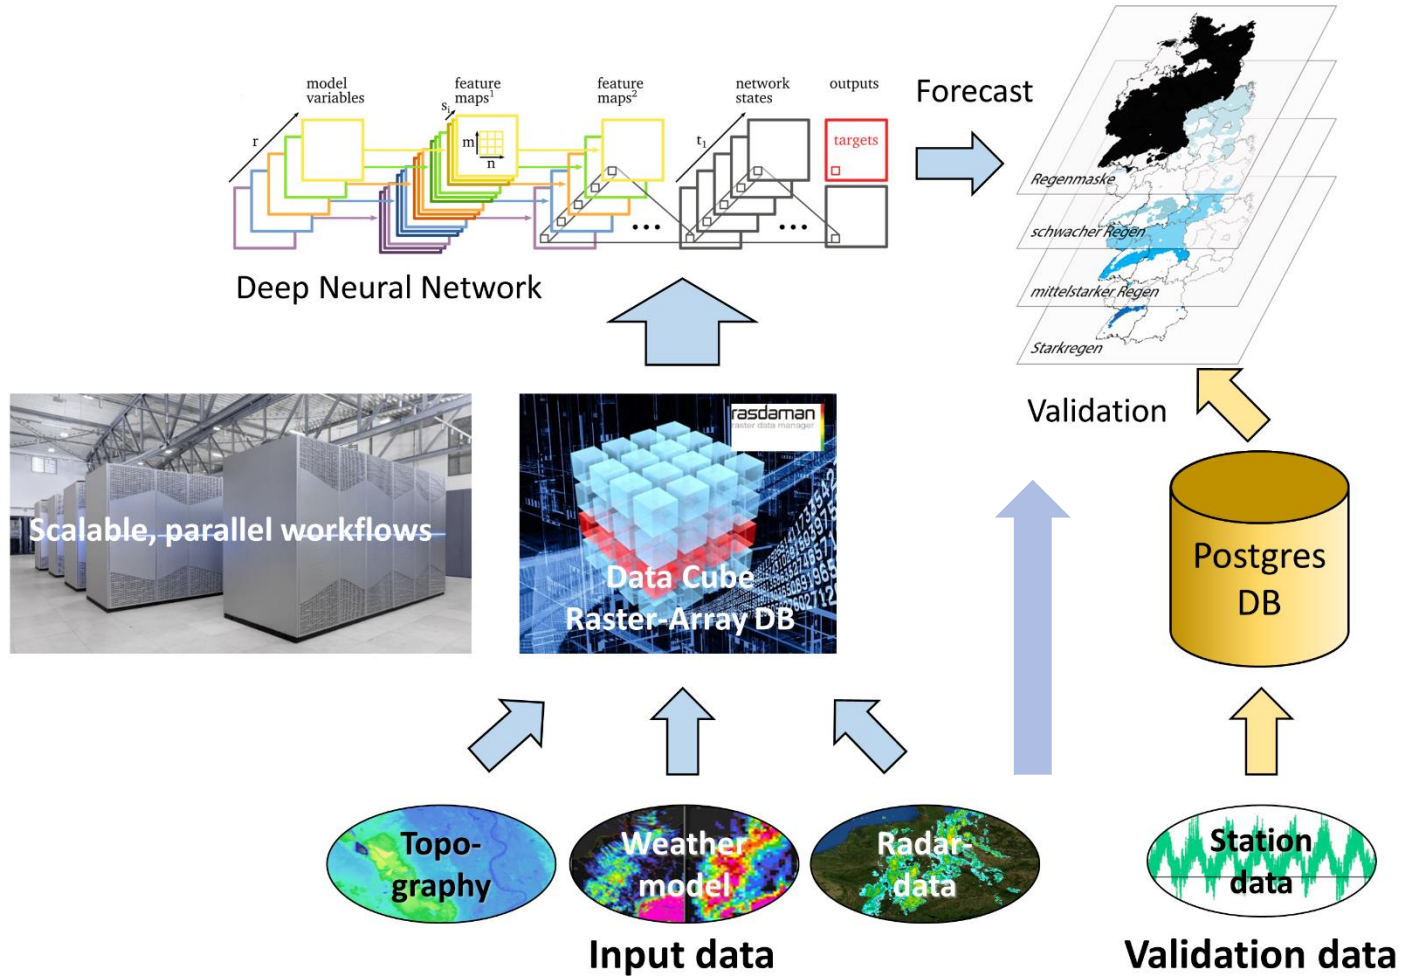 model
variables
feature
maps¹
feature
maps²
network
states
outputs
r
s_i
m
n
t₁
targets
...
...
Deep Neural Network
Forecast
Regenmaske
schwacher Regen
mittelstarker Regen
Starkregen
Validation
Scalable, parallel workflows
rasdaman
raster data manager
Data Cube
Raster-Array DB
Postgres
DB
Topo-
graphy
Weather
model
Radar-
data
Station
data
Input data
Validation data